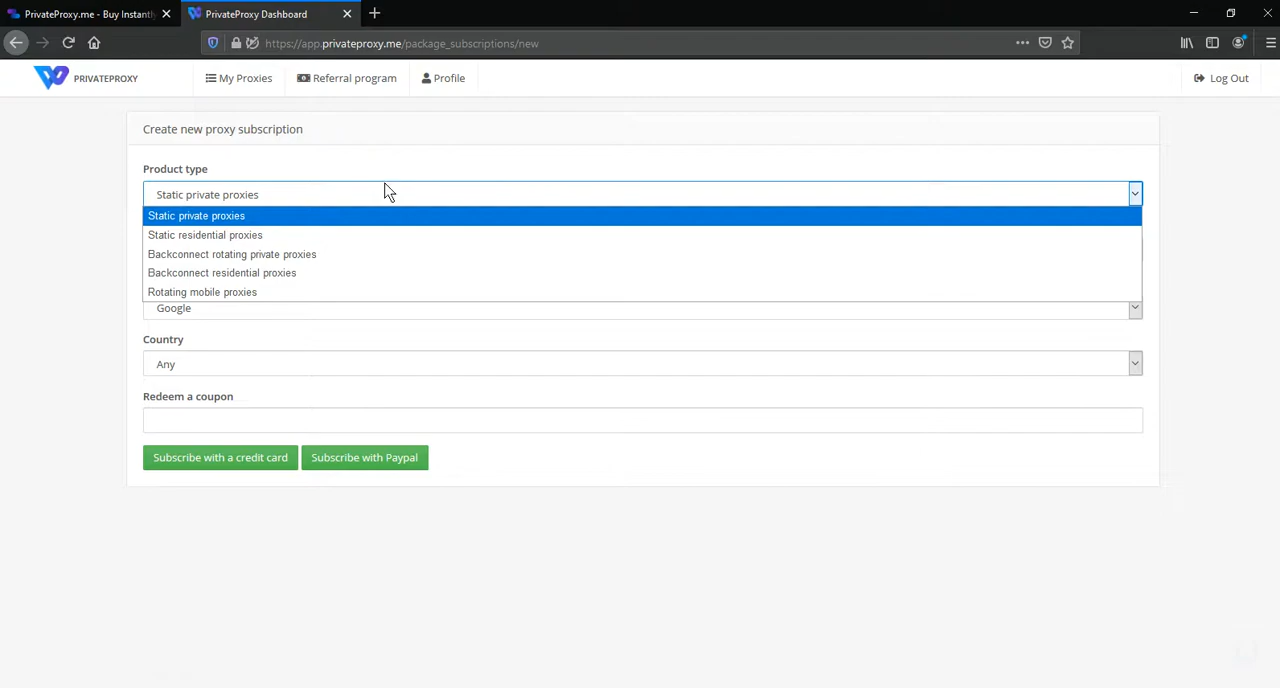 PrivateProxy.me - Buy Instantly
PrivateProxy Dashboard
https://app.privateproxy.me/package_subscriptions/new
PRIVATEPROXY
My Proxies
Referral program
Profile
Log Out
Create new proxy subscription
Product type
Static private proxies
Static private proxies
Static residential proxies
Backconnect rotating private proxies
Backconnect residential proxies
Rotating mobile proxies
Google
Country
Any
Redeem a coupon
Subscribe with a credit card
Subscribe with Paypal